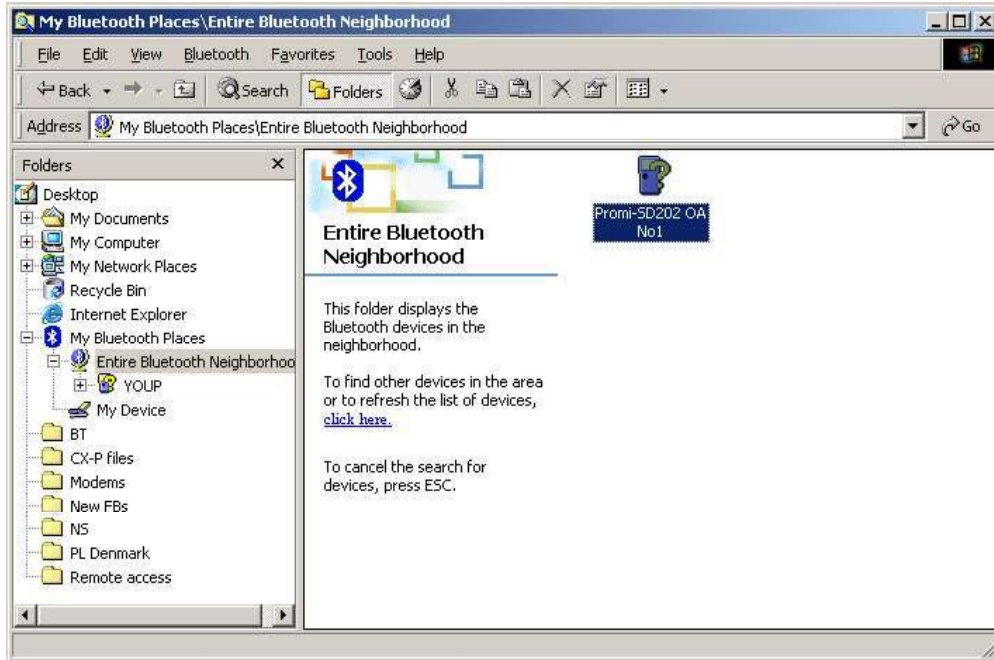 My Bluetooth Places\Entire Bluetooth Neighborhood
File Edit View Bluetooth Favorites Tools Help
Back Search Folders
Address My Bluetooth Places\Entire Bluetooth Neighborhood Go
Folders
Desktop
My Documents
My Computer
My Network Places
Recycle Bin
Internet Explorer
My Bluetooth Places
Entire Bluetooth Neighborhoo
YOUP
My Device
BT
CX-P files
Modems
New FBs
NS
PL Denmark
Remote access
Entire Bluetooth
Neighborhood
This folder displays the
Bluetooth devices in the
neighborhood.
To find other devices in the area
or to refresh the list of devices,
click here.
To cancel the search for
devices, press ESC.
Promi-SD202 OA
No1